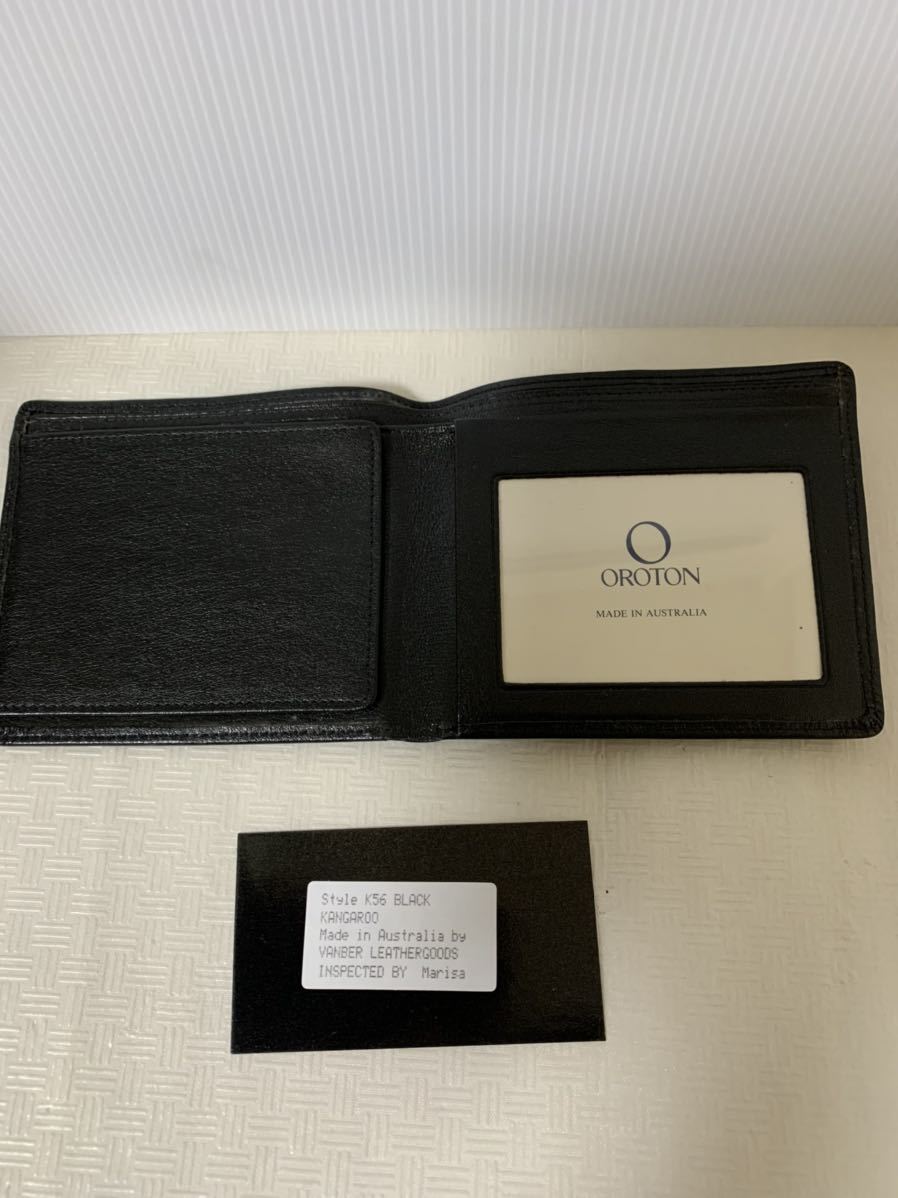 OROTON
MADE IN AUSTRALIA
Style K56 BLACK
KANGAROO
Made in Australia by
VANBER LEATHERGOODS
INSPECTED BY Marisa